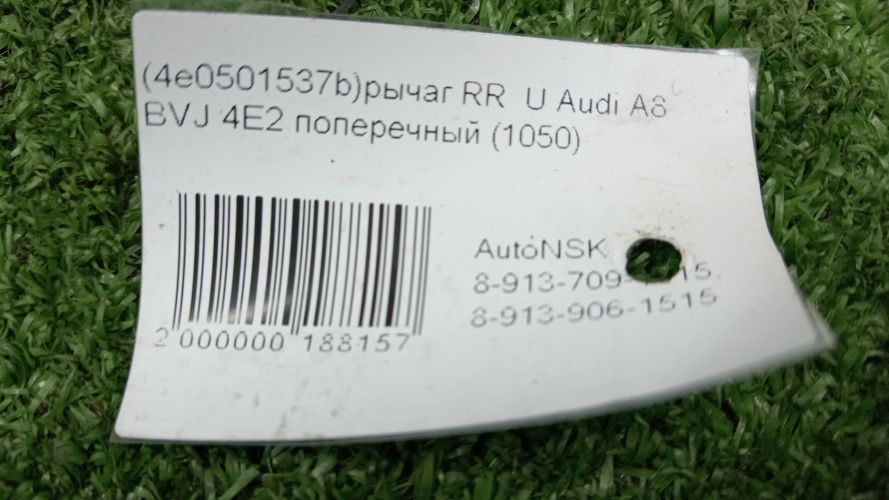 (4e0501537b)рычаг RR U Audi A8
BVJ 4E2 поперечный (1050)
AutoNSK
8-913-906-1515
2 000000 188157